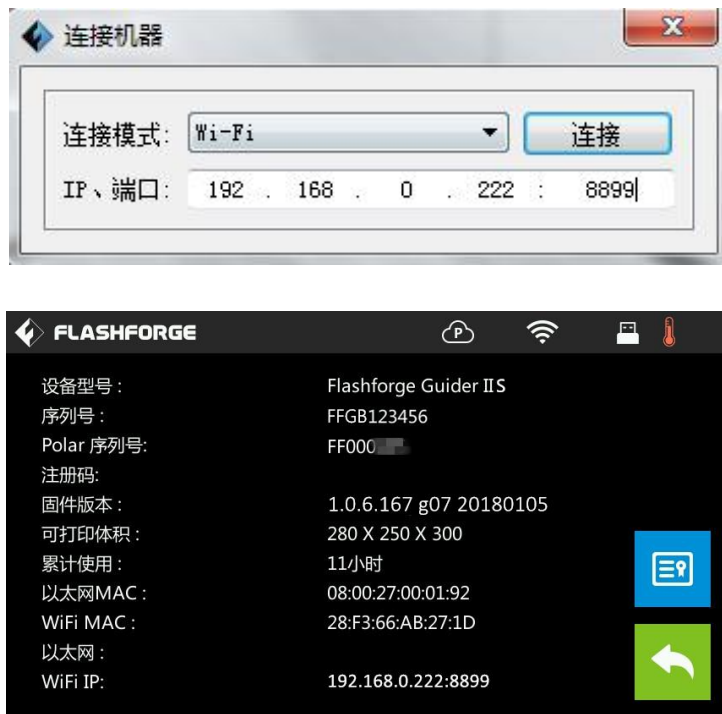 连接机器
连接模式: Wi-Fi 连接
IP、端口: 192 . 168 . 0 . 222 : 8899
FLASHFORGE
设备型号 : Flashforge Guider IIS
序列号 : FFGB123456
Polar 序列号: FF000
注册码:
固件版本 : 1.0.6.167 g07 20180105
可打印体积 : 280 X 250 X 300
累计使用 : 11小时
以太网MAC : 08:00:27:00:01:92
WiFi MAC : 28:F3:66:AB:27:1D
以太网 :
WiFi IP: 192.168.0.222:8899